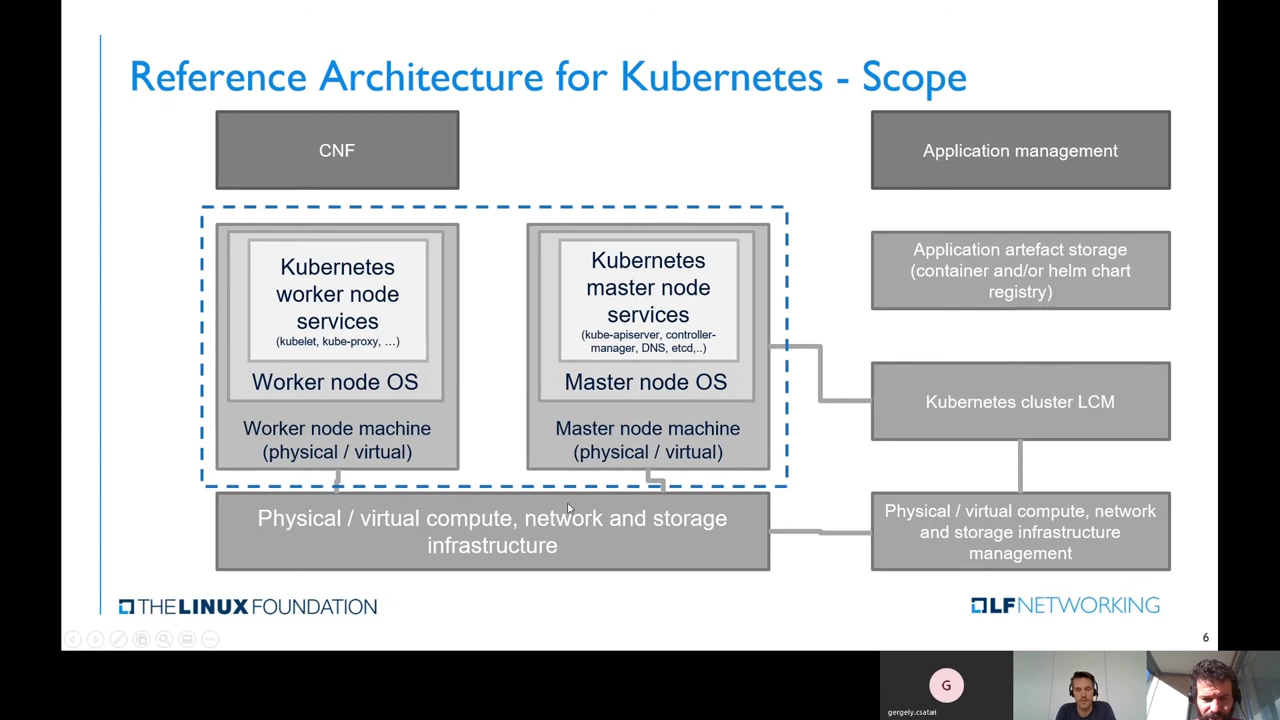 Reference Architecture for Kubernetes - Scope
CNF
Application management
Kubernetes
worker node
services
(kubelet, kube-proxy, …)
Worker node OS
Worker node machine
(physical / virtual)
Kubernetes
master node
services
(kube-apiserver, controller-
manager, DNS, etcd,..)
Master node OS
Master node machine
(physical / virtual)
Application artefact storage
(container and/or helm chart
registry)
Kubernetes cluster LCM
Physical / virtual compute, network and storage
infrastructure
Physical / virtual compute, network
and storage infrastructure
management
THE LINUX FOUNDATION
LFNETWORKING
6
G
gergely.csatari